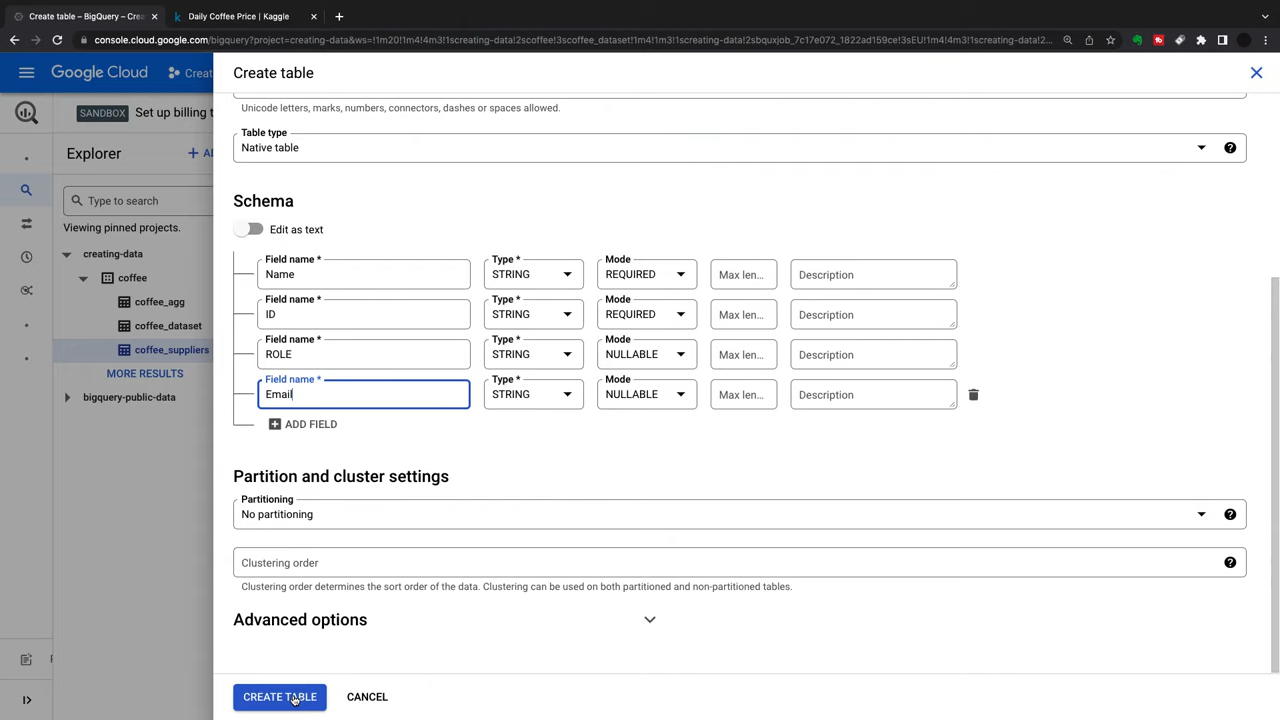 Create table – BigQuery – Crea
Daily Coffee Price | Kaggle
console.cloud.google.com/bigquery?project=creating-data&ws=!1m20!1m4!4m3!1m3!1screating-data!2scoffee!3scoffee_dataset!1m4!1m3!1screating-data!2sbquxjob_7c17e072_1822ad159ce!3sEU!1m4!4m3!1m3!1screating-data!2...
Google Cloud
Creat
Create table
SANDBOX Set up billing t
Unicode letters, marks, numbers, connectors, dashes or spaces allowed.
Table type
Native table
Explorer
+ AD
Type to search
Viewing pinned projects.
creating-data
coffee
coffee_agg
coffee_dataset
coffee_suppliers
MORE RESULTS
bigquery-public-data
Schema
Edit as text
Field name * Type * Mode
Name STRING REQUIRED Max len... Description
Field name * Type * Mode
ID STRING REQUIRED Max len... Description
Field name * Type * Mode
ROLE STRING NULLABLE Max len... Description
Field name * Type * Mode
Email STRING NULLABLE Max len... Description
ADD FIELD
Partition and cluster settings
Partitioning
No partitioning
Clustering order
Clustering order determines the sort order of the data. Clustering can be used on both partitioned and non-partitioned tables.
Advanced options
CREATE TABLE CANCEL